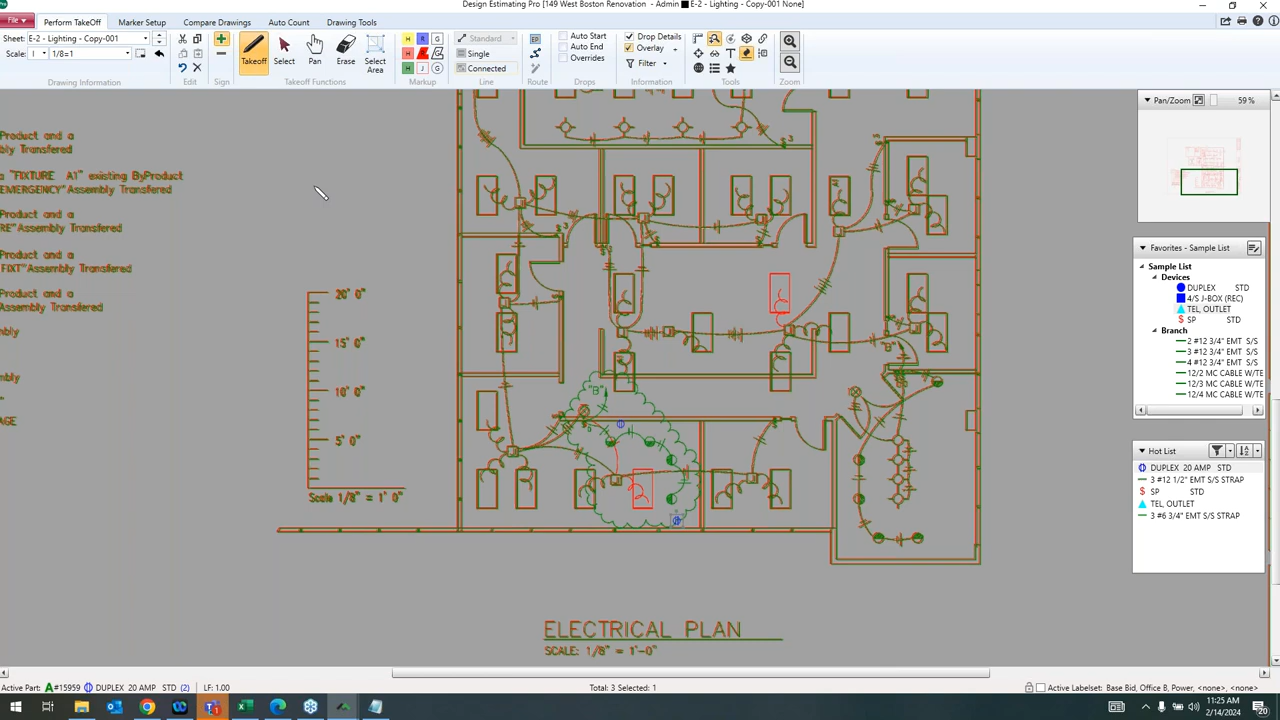 Design Estimating Pro [149 West Boston Renovation - Admin E-2 - Lighting - Copy-001 None]
File
Perform TakeOff
Marker Setup
Compare Drawings
Auto Count
Drawing Tools
Sheet: E-2 - Lighting - Copy-001
Scale: I 1/8=1
Drawing Information
Edit
Sign
Takeoff
Select
Pan
Erase
Select Area
Takeoff Functions
H R G
H
H J G
Markup
Standard
Single
Connected
Line
EP
Route
Auto Start
Auto End
Overrides
Drops
Drop Details
Overlay
Filter
Information
Tools
Zoom
Product and a
bly Transfered
a "FIXTURE A1" existing ByProduct
EMERGENCY"Assembly Transfered
Product and a
RE"Assembly Transfered
Product and a
FIXT"Assembly Transfered
Product and a
Assembly Transfered
mbly
mbly
AGE
20' 0"
15' 0"
10' 0"
5' 0"
Scale 1/8" = 1' 0"
"B"
"B"
ELECTRICAL PLAN
SCALE: 1/8" = 1'-0"
Pan/Zoom
59 %
Favorites - Sample List
Sample List
Devices
DUPLEX STD
4/S J-BOX (REC)
TEL, OUTLET
SP STD
Branch
2 #12 3/4" EMT S/S
3 #12 3/4" EMT S/S
4 #12 3/4" EMT S/S
12/2 MC CABLE W/TE
12/3 MC CABLE W/TE
12/4 MC CABLE W/TE
Hot List
DUPLEX 20 AMP STD
3 #12 1/2" EMT S/S STRAP
SP STD
TEL, OUTLET
3 #6 3/4" EMT S/S STRAP
Active Part: A#15959 DUPLEX 20 AMP STD (2)
LF: 1.00
Total: 3 Selected: 1
Active Labelset: Base Bid, Office B, Power, <none>, <none>
11:25 AM
2/14/2024
20